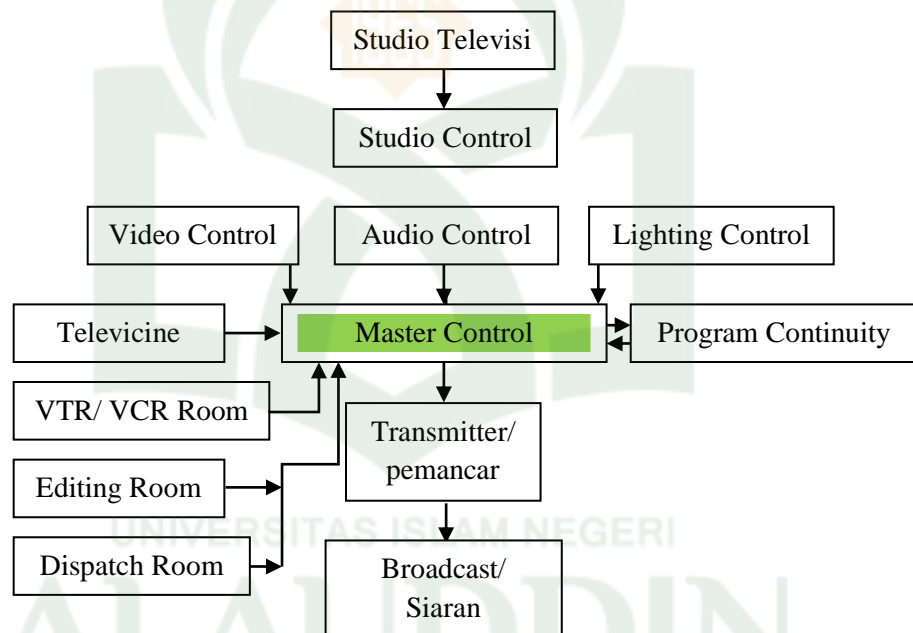 Studio Televisi
Studio Control
Video Control
Audio Control
Lighting Control
Televicine
Master Control
Program Continuity
VTR/ VCR Room
Transmitter/
pemancar
Editing Room
UNIVERSITAS ISLAM NEGERI
Dispatch Room
Broadcast/
Siaran
ALAUDDIN